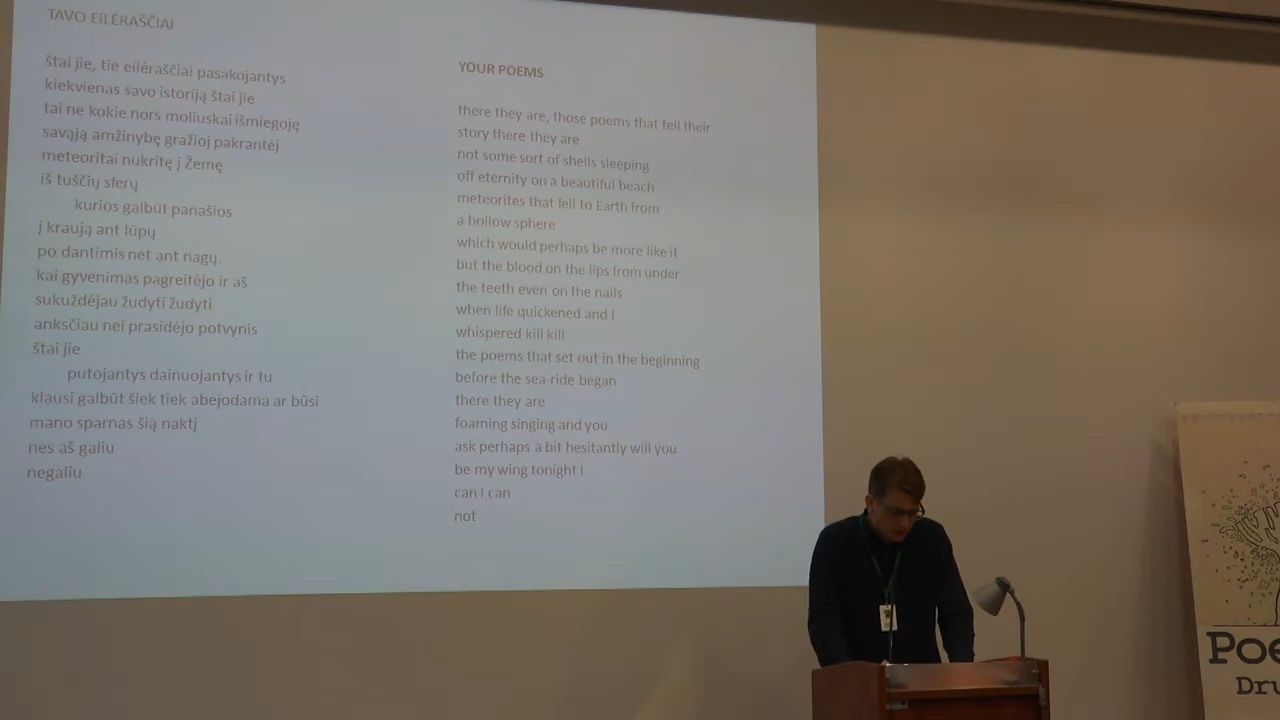 TAVO EILĖRAŠČIAI
štai jie, tie eilėraščiai pasakojantys
kiekvienas savo istoriją štai jie
tai ne kokie nors moliuskai išmiegoję
savąją amžinybę gražioj pakrantėj
meteoritai nukritę į Žemę
iš tuščių sferų
kurios galbūt panašios
į kraują ant lūpų
po dantimis net ant nagų.
kai gyvenimas pagreitėjo ir aš
sukuždėjau žudyti žudyti
anksčiau nei prasidėjo potvynis
štai jie
putojantys dainuojantys ir tu
klausi galbūt šiek tiek abejodama ar būsi
mano sparnas šią naktį
nes aš galiu
negaliu
YOUR POEMS
there they are, those poems that tell their
story there they are
not some sort of shells sleeping
off eternity on a beautiful beach
meteorites that fell to Earth from
a hollow sphere
which would perhaps be more like it
but the blood on the lips from under
the teeth even on the nails
when life quickened and I
whispered kill kill
the poems that set out in the beginning
before the sea-ride began
there they are
foaming singing and you
ask perhaps a bit hesitantly will you
be my wing tonight I
can I can
not
Poe
Dru